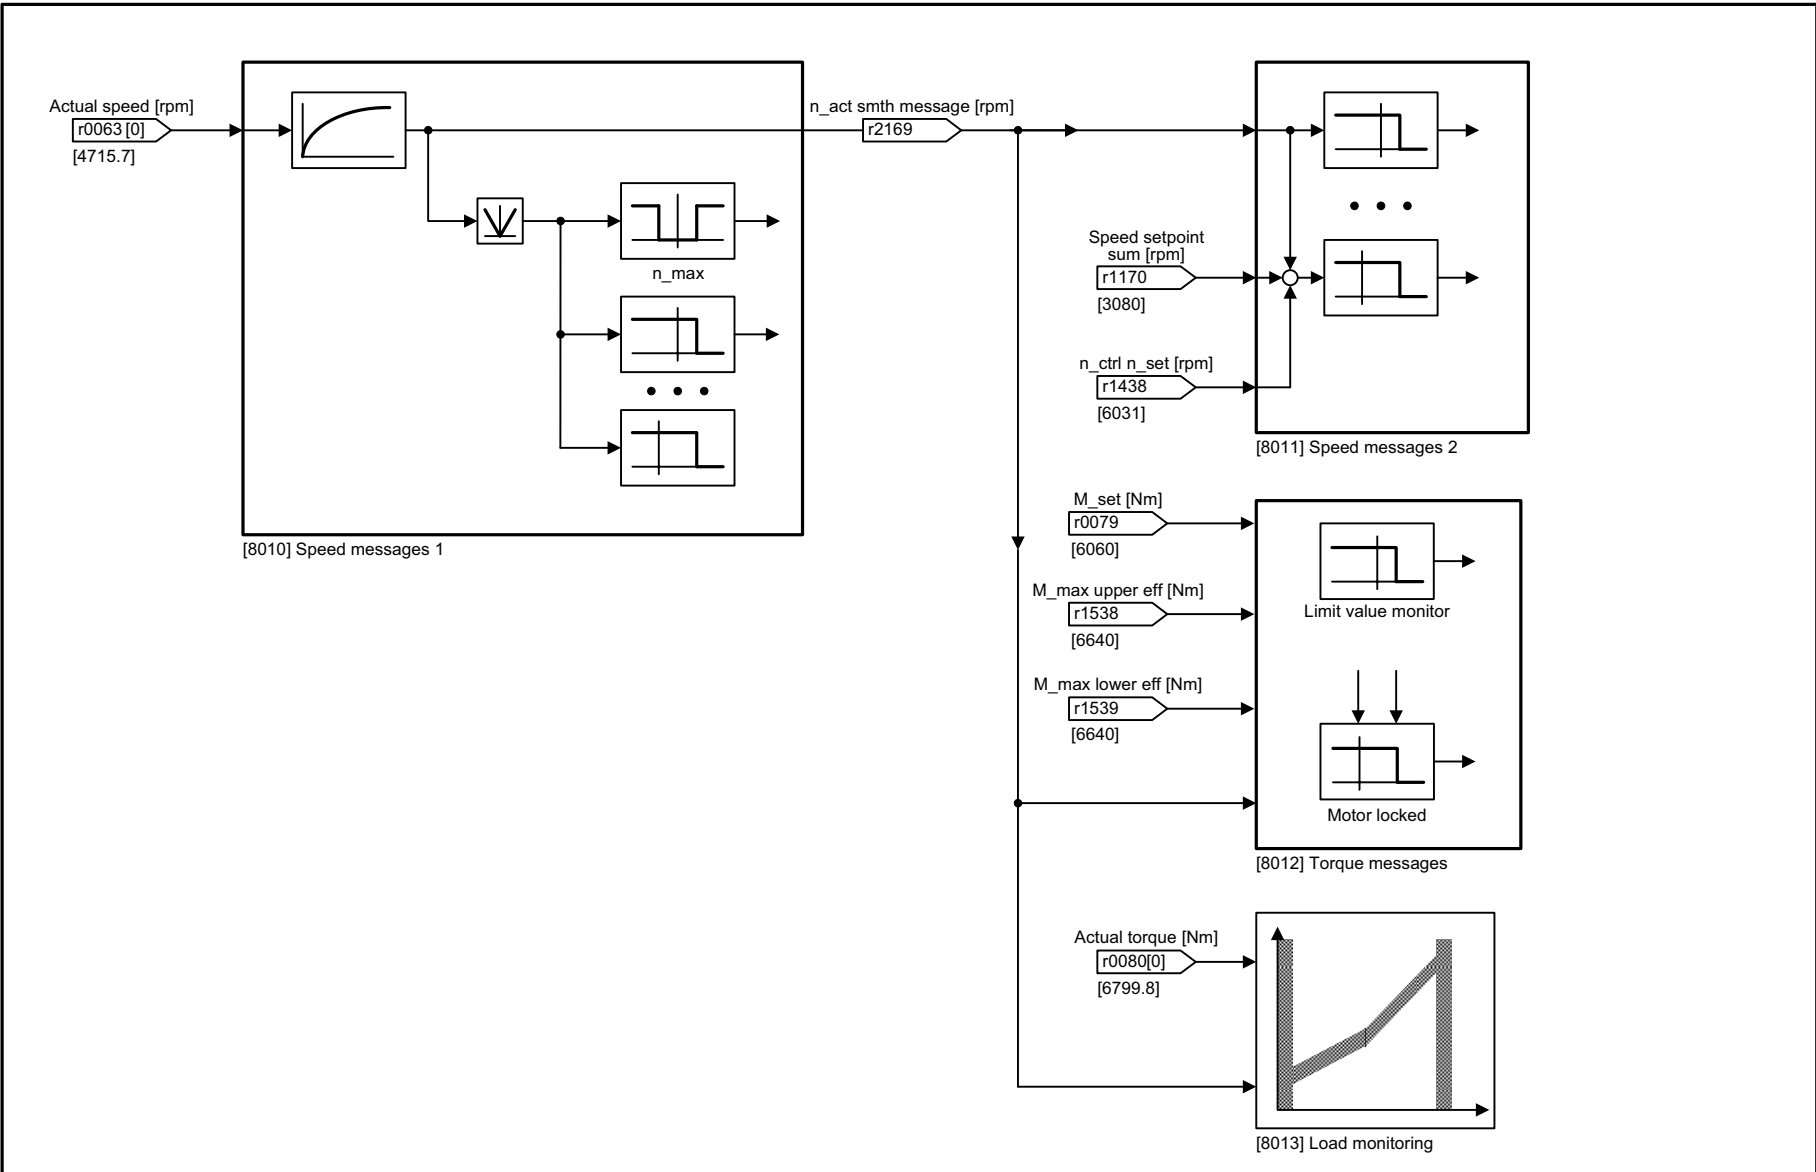 Actual speed [rpm]
r0063 [0]
[4715.7]
n_max
[8010] Speed messages 1
n_act smth message [rpm]
r2169
Speed setpoint
sum [rpm]
r1170
[3080]
n_ctrl n_set [rpm]
r1438
[6031]
[8011] Speed messages 2
M_set [Nm]
r0079
[6060]
M_max upper eff [Nm]
r1538
[6640]
M_max lower eff [Nm]
r1539
[6640]
Limit value monitor
Motor locked
[8012] Torque messages
Actual torque [Nm]
r0080[0]
[6799.8]
[8013] Load monitoring